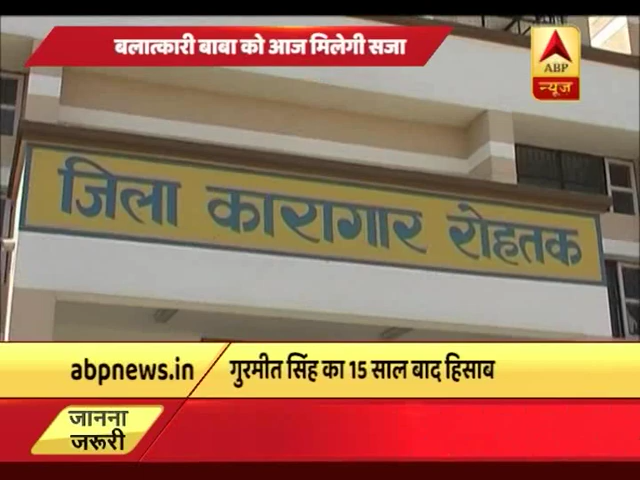 बलात्कारी बाबा को आज मिलेगी सजा
ABP
न्यूज़
जिला कारागार रोहतक
abpnews.in
गुरमीत सिंह का 15 साल बाद हिसाब
जानना
जरूरी